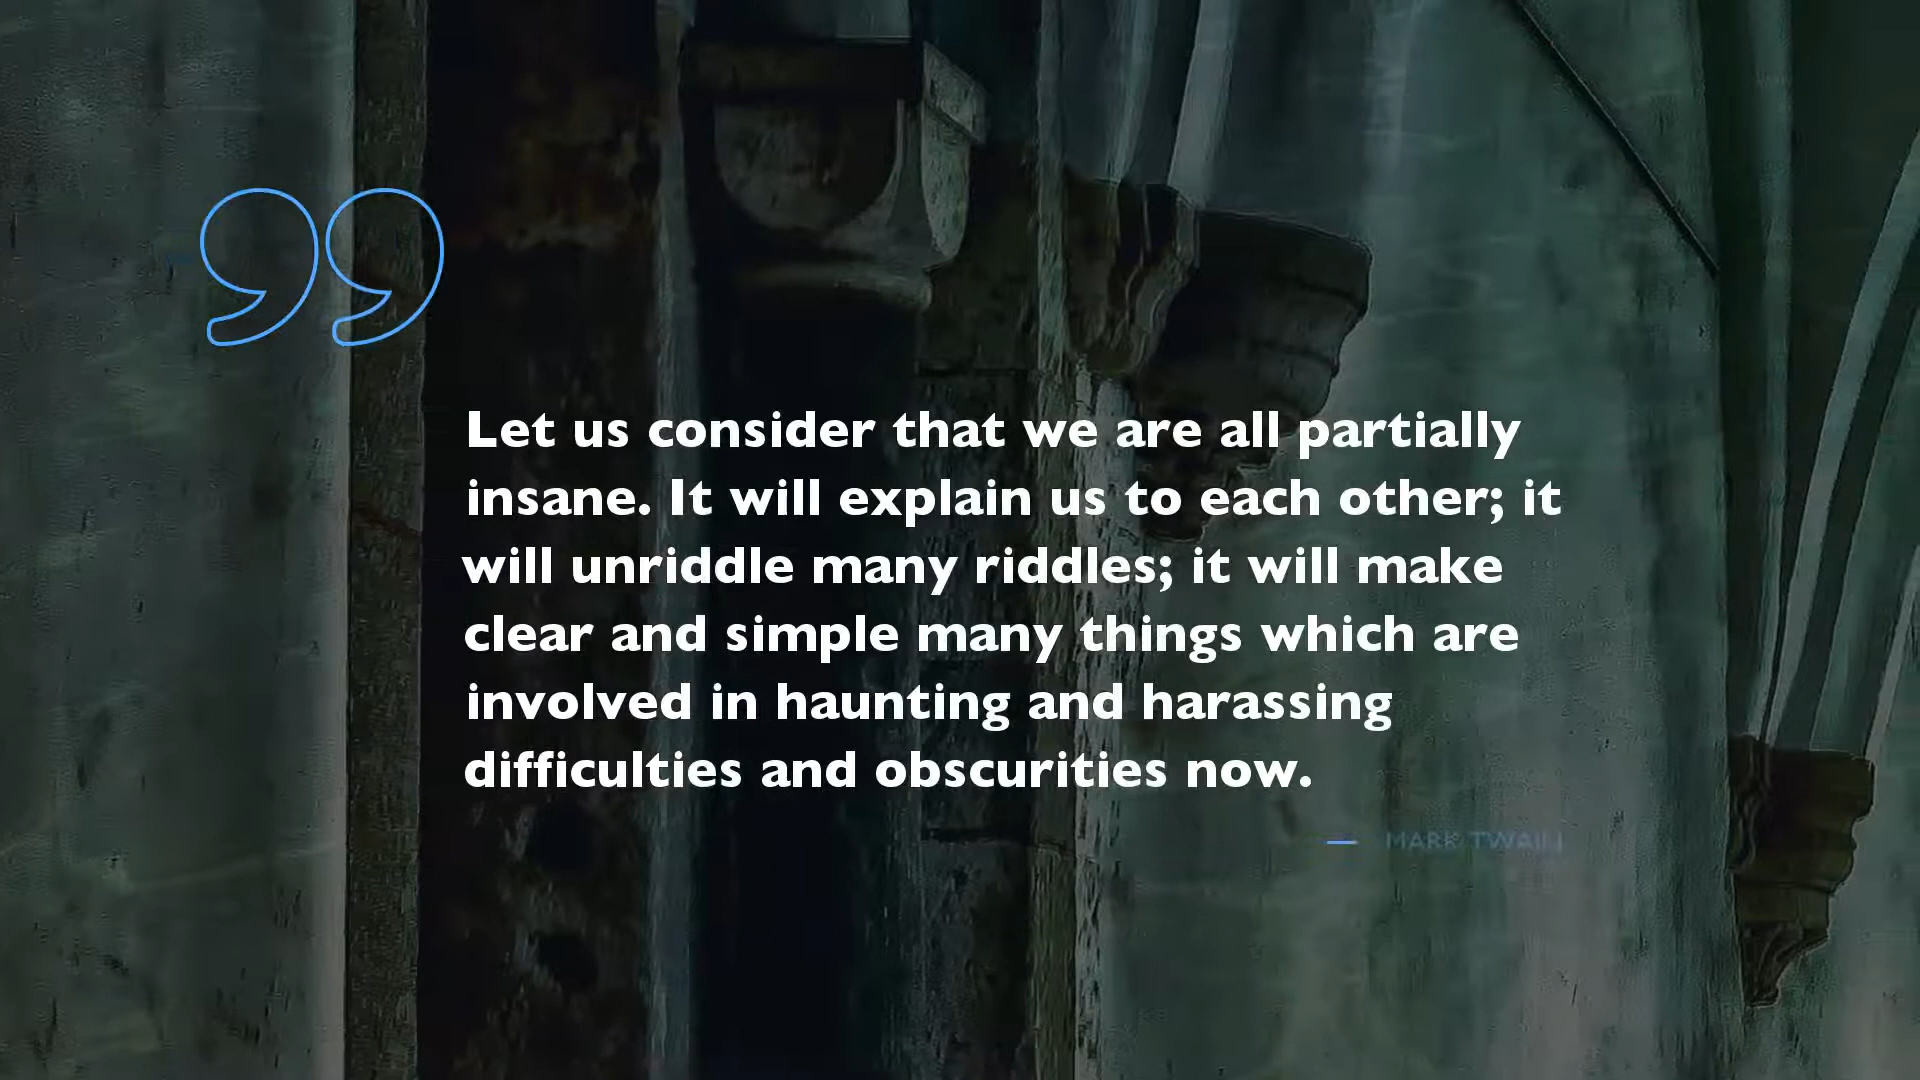 Let us consider that we are all partially
insane. It will explain us to each other; it
will unriddle many riddles; it will make
clear and simple many things which are
involved in haunting and harassing
difficulties and obscurities now.
— MARK TWAIN